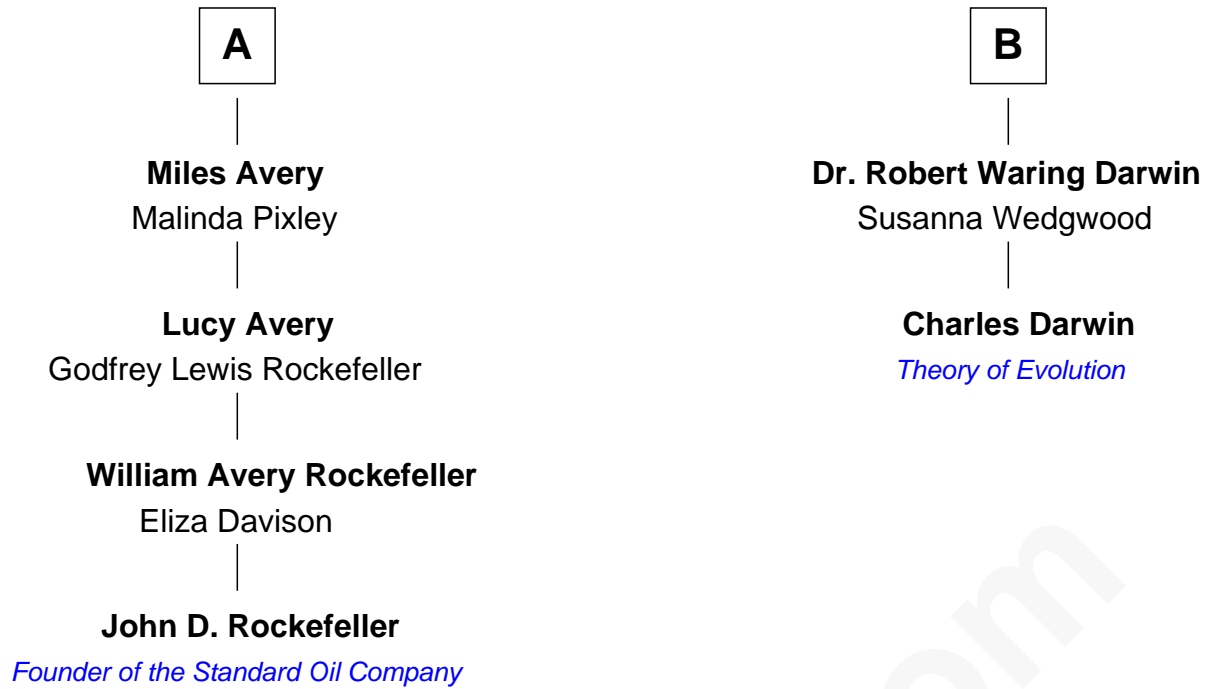 A
Miles Avery
Malinda Pixley
Lucy Avery
Godfrey Lewis Rockefeller
William Avery Rockefeller
Eliza Davison
John D. Rockefeller
Founder of the Standard Oil Company
B
Dr. Robert Waring Darwin
Susanna Wedgwood
Charles Darwin
Theory of Evolution
om